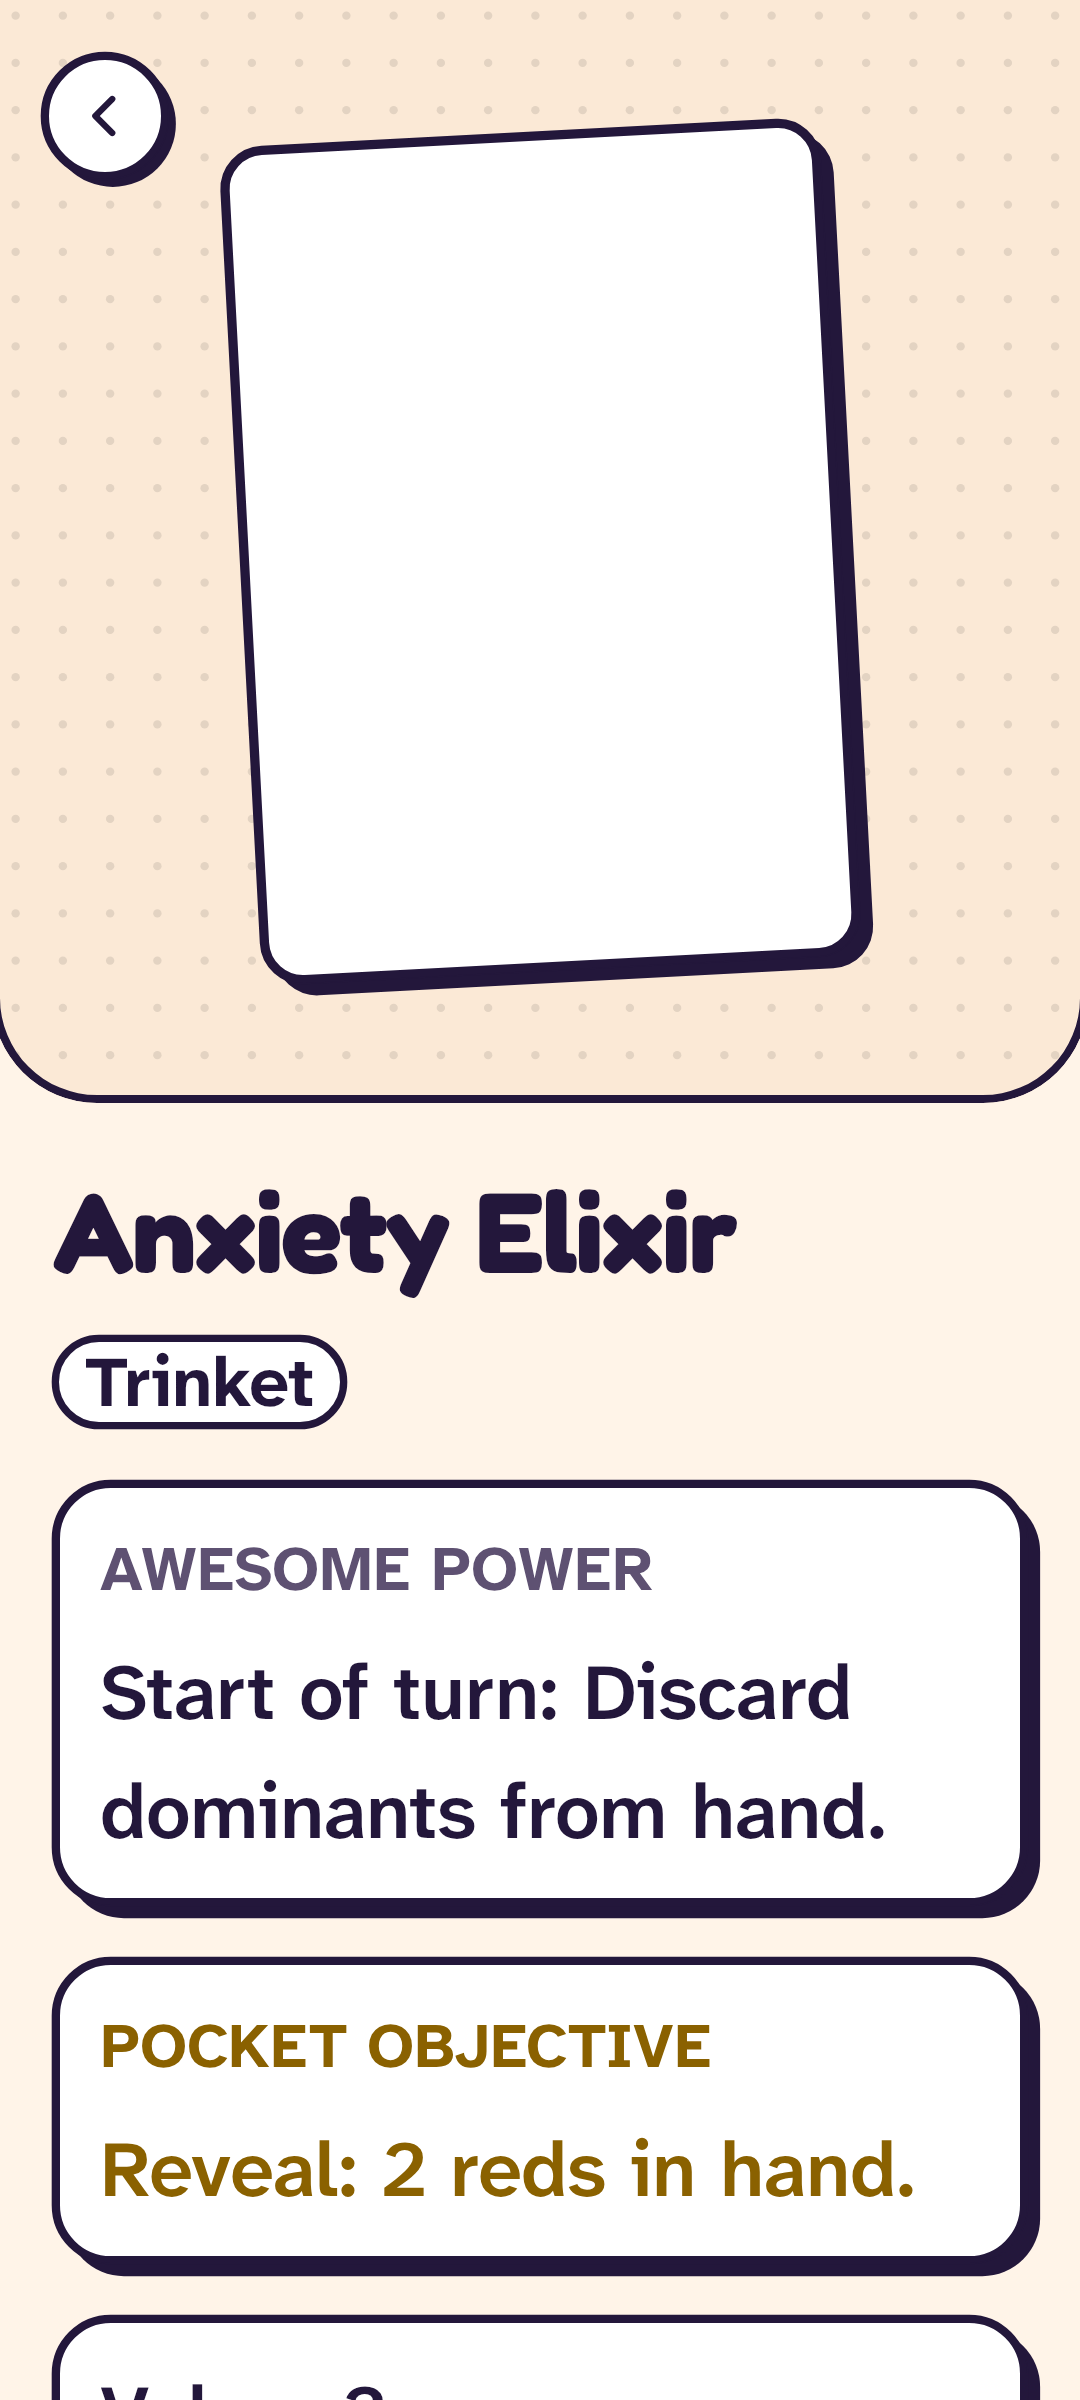 Anxiety Elixir
Trinket
AWESOME POWER
Start of turn: Discard
dominants from hand.
POCKET OBJECTIVE
Reveal: 2 reds in hand.